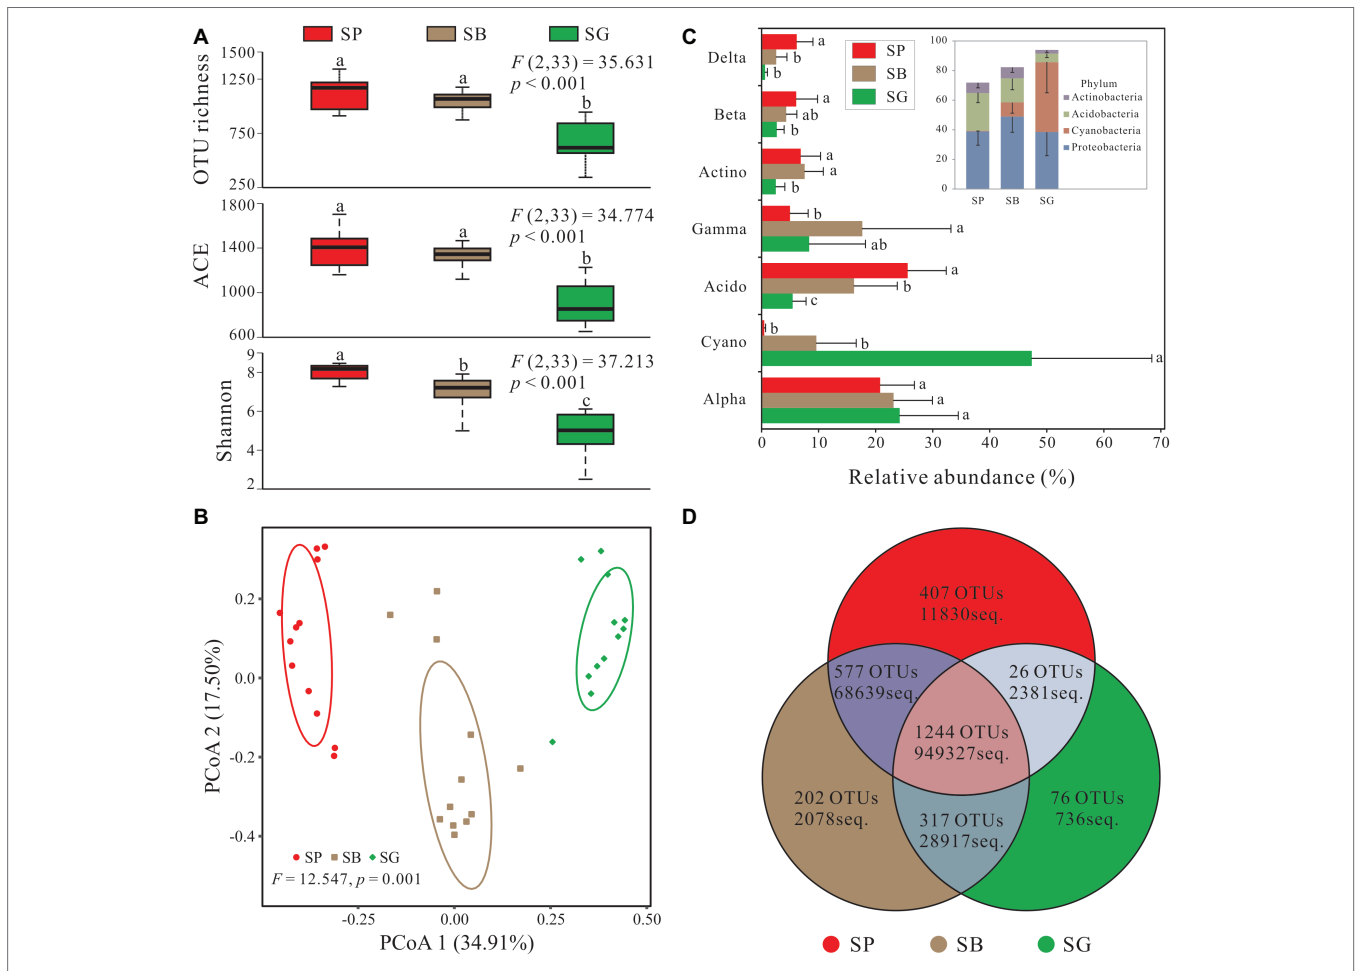 A
SP SB SG
1500
1250
750
250
OTU richness
a
a
b
F (2,33) = 35.631
p < 0.001
1800
1400
1000
600
ACE
a
a
b
F (2,33) = 34.774
p < 0.001
9
8
6
4
2
Shannon
a
b
c
F (2,33) = 37.213
p < 0.001
B
0.2
0.0
-0.2
-0.4
PCoA 2 (17.50%)
SP SB SG
F = 12.547, p = 0.001
-0.25 0.00 0.25 0.50
PCoA 1 (34.91%)
C
Delta
a
b
b
Beta
a
ab
b
Actino
a
a
b
Gamma
b
a
ab
Acido
a
b
c
Cyano
b
b
a
Alpha
a
a
a
0 10 20 30 40 50 60 70
Relative abundance (%)
SP
SB
SG
100
80
60
40
20
0
SP SB SG
Phylum
Actinobacteria
Acidobacteria
Cyanobacteria
Proteobacteria
D
407 OTUs
11830seq.
577 OTUs
68639seq.
26 OTUs
2381seq.
1244 OTUs
949327seq.
202 OTUs
2078seq.
317 OTUs
28917seq.
76 OTUs
736seq.
SP SB SG